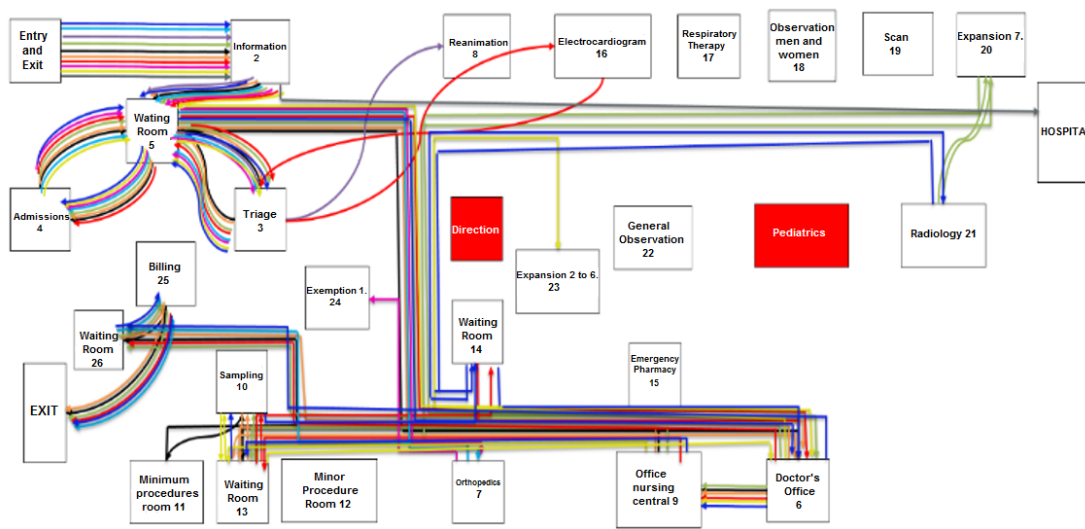 Entry
and
Exit
Information
2
Reanimation
8
Electrocardiogram
16
Respiratory
Therapy
17
Observation
men and
women
18
Scan
19
Expansion 7.
20
HOSPITA
Wating
Room
5
Admissions
4
Triage
3
Direction
General
Observation
22
Pediatrics
Radiology 21
Billing
25
Exemption 1.
24
Expansion 2 to 6.
23
Waiting
Room
26
Waiting
Room
14
Emergency
Pharmacy
15
EXIT
Sampling
10
Minimum
procedures
room 11
Waiting
Room
13
Minor
Procedure
Room 12
Orthopedics
7
Office
nursing
central 9
Doctor's
Office
6